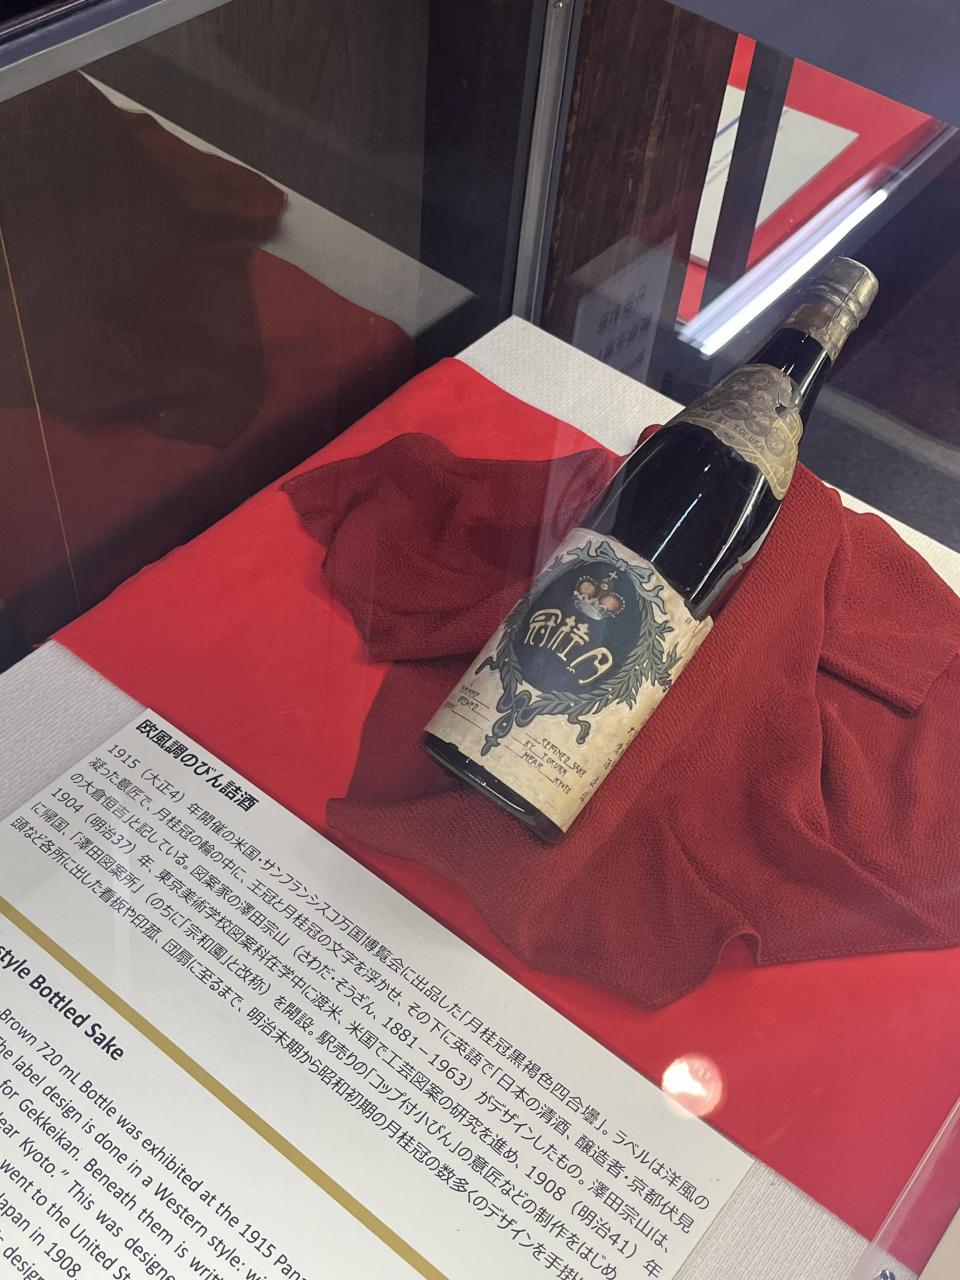 BY T.OKURA
冠桂月
REFINED SAKE
BY T.OKURA
NEAR KYOTO
欧風調のびん詰酒
1915（大正4）年開催の米国・サンフランシスコ万国博覧会に出品した「月桂冠黒褐色四合壜」。ラベルは洋風の
凝った意匠で、月桂冠の輪の中に、王冠と月桂冠の文字を浮かせ、その下に英語で「日本の清酒、醸造者・京都伏見
の大倉恒吉」と記している。図案家の澤田宗山（さわだ・そうざん、1881－1963）がデザインしたもの。澤田宗山は、
1904（明治37）年、東京美術学校図案科在学中に渡米、米国で工芸図案の研究を進め、1908（明治41）年
に帰国、「澤田図案所」（のちに「宗和園」と改称）を開設。駅売りの「コップ付小びん」の意匠などの制作をはじめ、
頭など各所に出した看板や印菰、団扇に至るまで、明治末期から昭和初期の月桂冠の数多くのデザインを手掛
style Bottled Sake
Brown 720 mL Bottle was exhibited at the 1915 Pana
he label design is done in a Western style: wi
for Gekkeikan. Beneath them is writ
ear Kyoto." This was designe
went to the United St
Japan in 1908.
desig